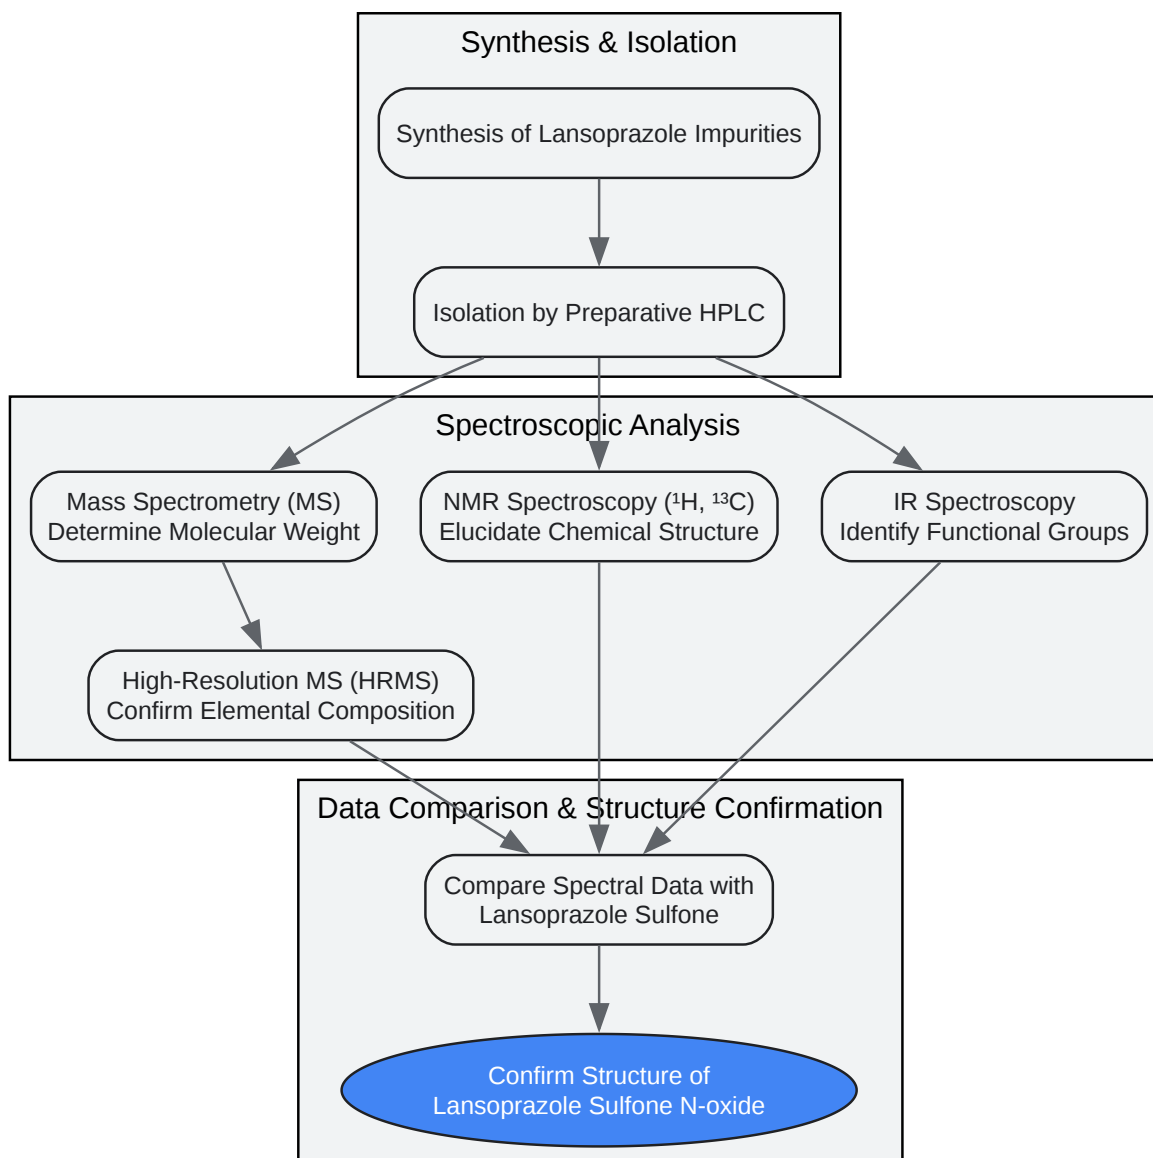 Synthesis & Isolation
Synthesis of Lansoprazole Impurities
Isolation by Preparative HPLC
Spectroscopic Analysis
Mass Spectrometry (MS)
Determine Molecular Weight
NMR Spectroscopy (¹H, ¹³C)
Elucidate Chemical Structure
IR Spectroscopy
Identify Functional Groups
High-Resolution MS (HRMS)
Confirm Elemental Composition
Data Comparison & Structure Confirmation
Compare Spectral Data with
Lansoprazole Sulfone
Confirm Structure of
Lansoprazole Sulfone N-oxide